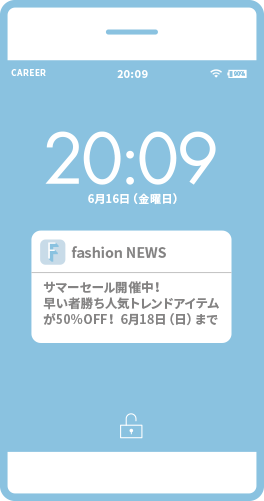 CAREER 20:09 60%
20:09
6月16日（金曜日）
F fashion NEWS
サマーセール開催中！
早い者勝ち人気トレンドアイテム
が50%OFF！ 6月18日（日）まで